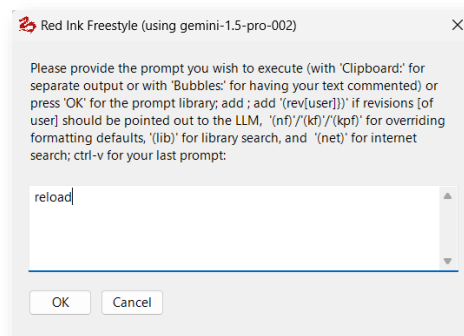 Red Ink Freestyle (using gemini-1.5-pro-002)
Please provide the prompt you wish to execute (with 'Clipboard:' for
separate output or with 'Bubbles:' for having your text commented) or
press 'OK' for the prompt library; add ; add '(rev[user]})' if revisions [of
user] should be pointed out to the LLM,  '(nf)'/'(kf)'/'(kpf)' for overriding
formatting defaults, '(lib)' for library search, and  '(net)' for internet
search; ctrl-v for your last prompt:
reload
OK Cancel